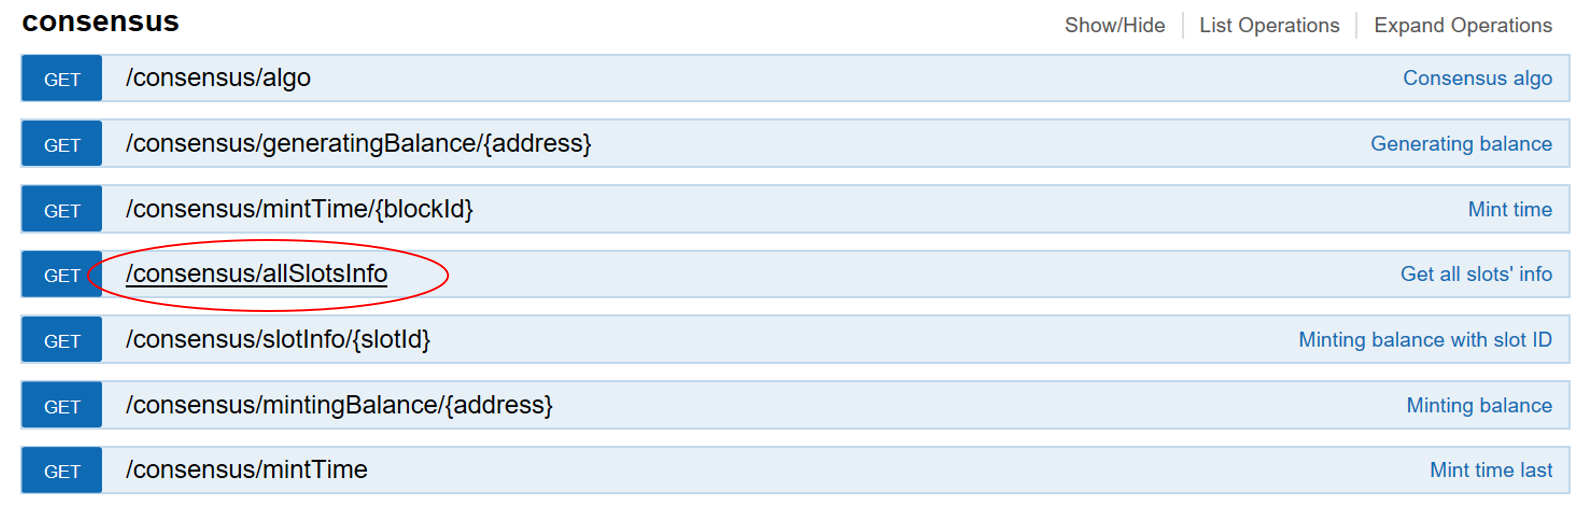 consensus Show/Hide List Operations Expand Operations
GET /consensus/algo Consensus algo
GET /consensus/generatingBalance/{address} Generating balance
GET /consensus/mintTime/{blockId} Mint time
GET /consensus/allSlotsInfo Get all slots' info
GET /consensus/slotInfo/{slotId} Minting balance with slot ID
GET /consensus/mintingBalance/{address} Minting balance
GET /consensus/mintTime Mint time last